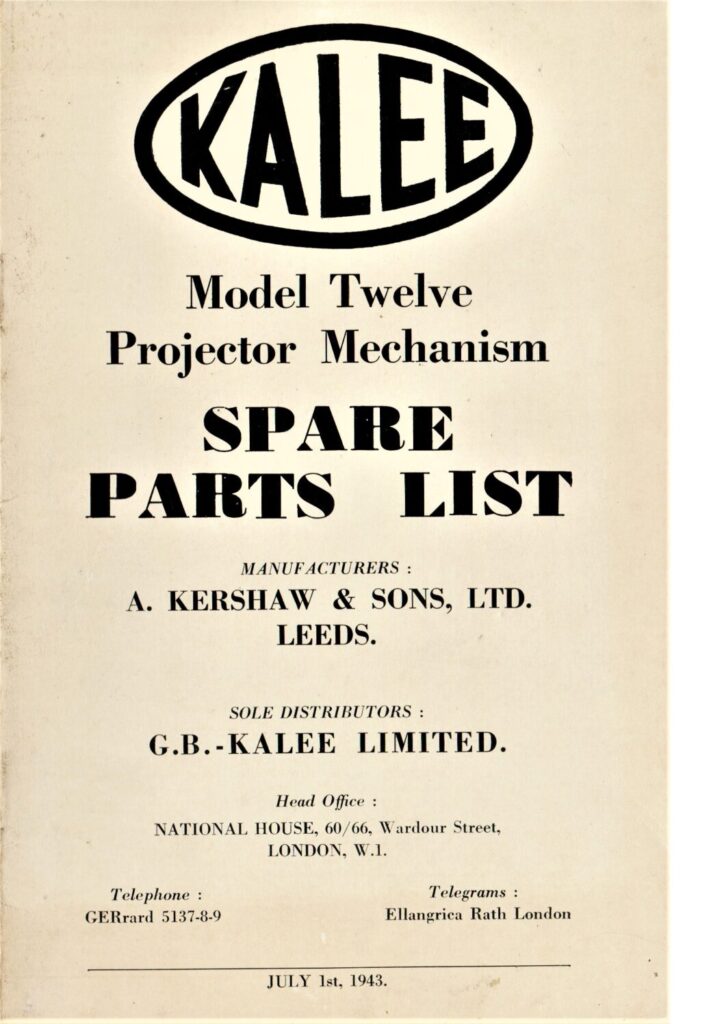 KALEE
Model Twelve
Projector Mechanism
SPARE
PARTS LIST
MANUFACTURERS :
A. KERSHAW & SONS, LTD.
LEEDS.
SOLE DISTRIBUTORS :
G.B.-KALEE LIMITED.
Head Office :
NATIONAL HOUSE, 60/66, Wardour Street,
LONDON, W.1.
Telephone :
GERrard 5137-8-9
Telegrams :
Ellangrica Rath London
JULY 1st, 1943.